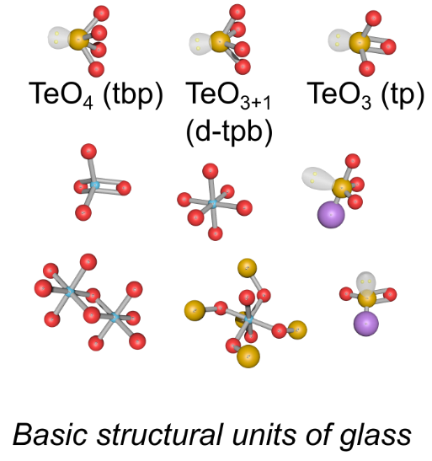 TeO₄ (tbp) TeO₃₊₁ TeO₃ (tp)
(d-tpb)
Basic structural units of glass